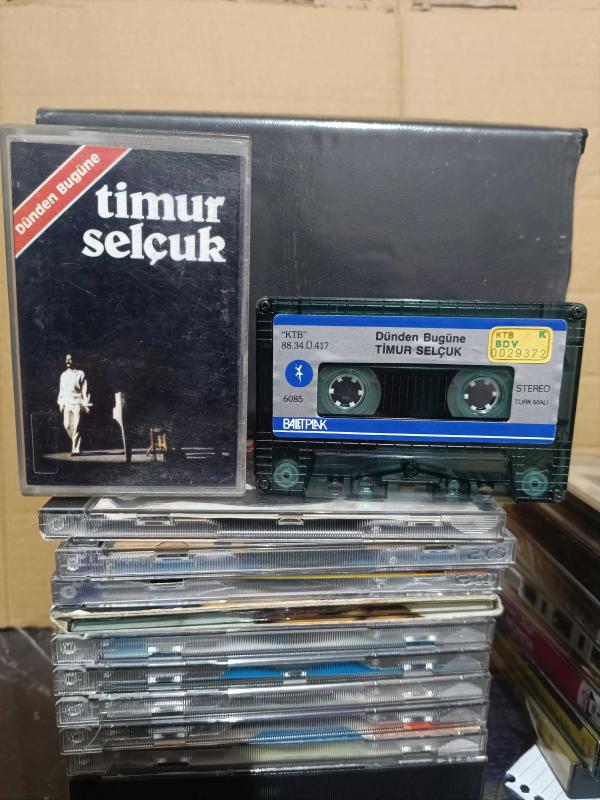 Dünden Bugüne
timur
selçuk
"KTB"
88.34.Ü.417
6085
Dünden Bugüne
TİMUR SELÇUK
KTB K
BDY
0029372
STEREO
TÜRK MALI
BALET PLAK